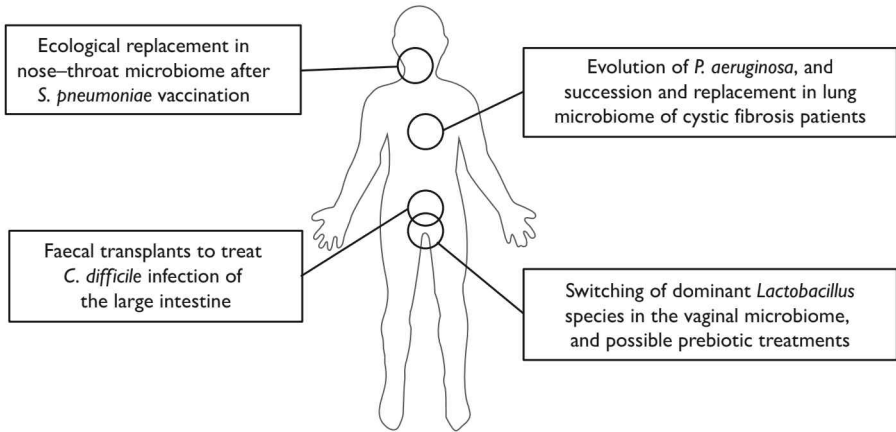 Ecological replacement in
nose–throat microbiome after
S. pneumoniae vaccination
Evolution of P. aeruginosa, and
succession and replacement in lung
microbiome of cystic fibrosis patients
Faecal transplants to treat
C. difficile infection of
the large intestine
Switching of dominant Lactobacillus
species in the vaginal microbiome,
and possible prebiotic treatments